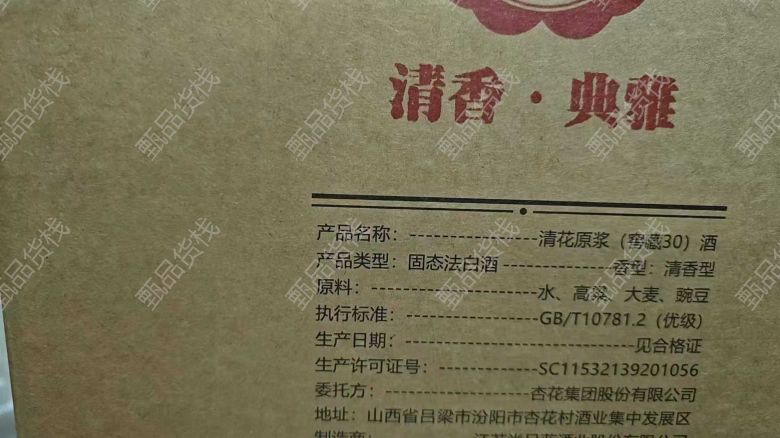 清香·典雅
产品名称：清花原浆（窖藏30）酒
产品类型：固态法白酒 香型：清香型
原料：水、高粱、大麦、豌豆
执行标准：GB/T10781.2（优级）
生产日期：见合格证
生产许可证号：SC11532139201056
委托方：杏花集团股份有限公司
地址：山西省吕梁市汾阳市杏花村酒业集中发展区
甄品货栈